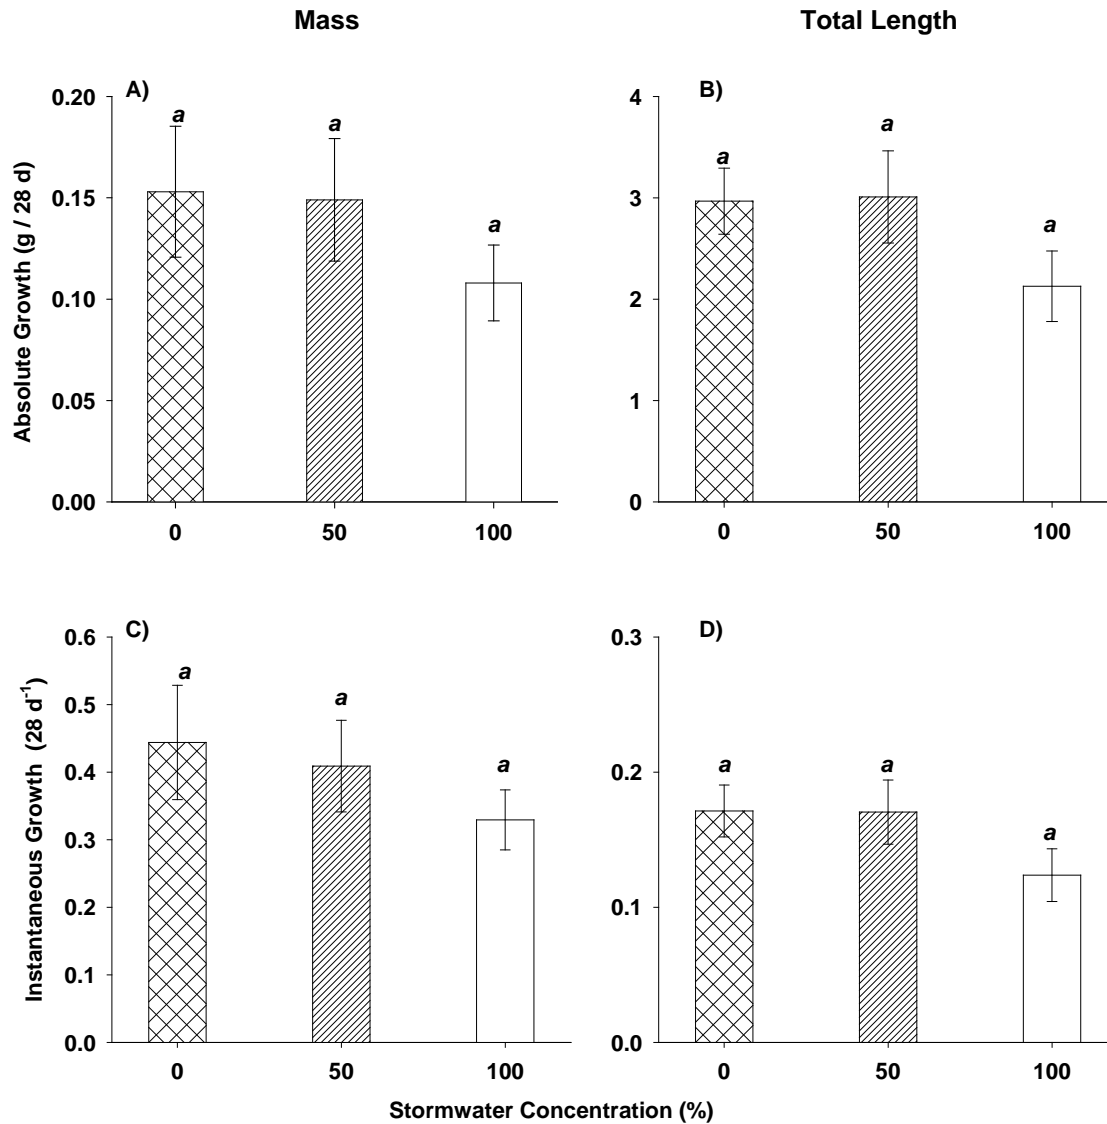 Mass
Total Length
A)
B)
0.20
0.15
0.10
0.05
0.00
Absolute Growth (g / 28 d)
a
a
a
0
50
100
4
3
2
1
0
a
a
a
0
50
100
C)
D)
0.6
0.5
0.4
0.3
0.2
0.1
0.0
Instantaneous Growth (28 d⁻¹)
a
a
a
0
50
100
0.3
0.2
0.1
0.0
a
a
a
0
50
100
Stormwater Concentration (%)